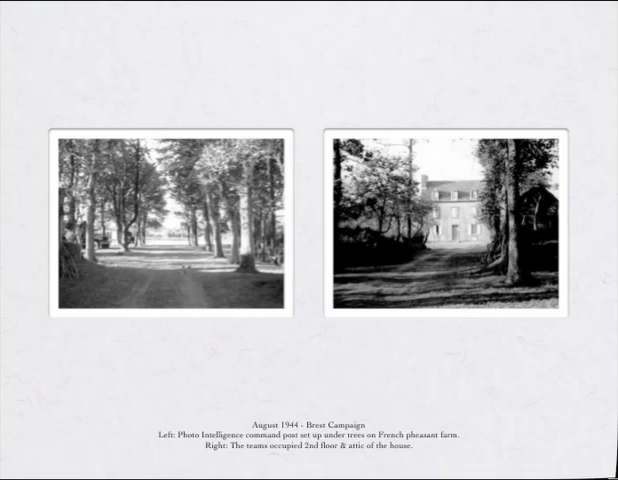 August 1944 - Brest Campaign
Left: Photo Intelligence command post set up under trees on French pheasant farm.
Right: The teams occupied 2nd floor & attic of the house.